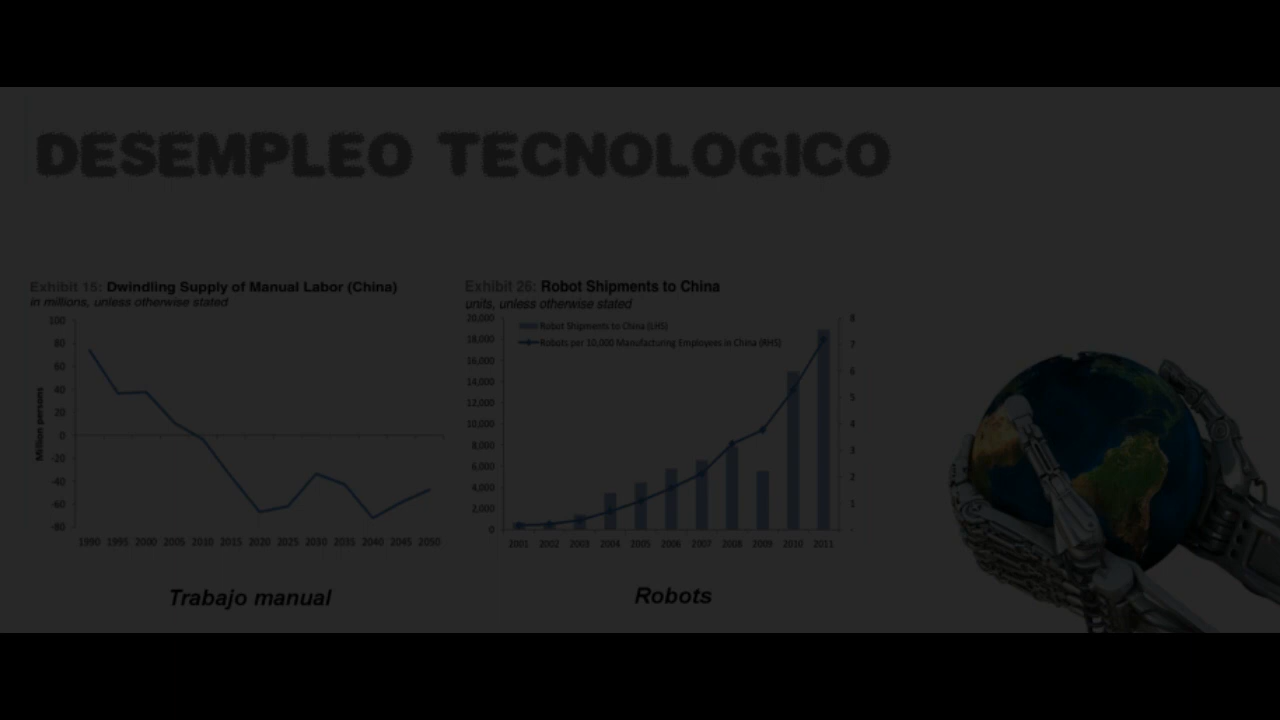 DESEMPLEO TECNOLOGICO
Exhibit 15: Dwindling Supply of Manual Labor (China)
in millions, unless otherwise stated
100
80
60
40
20
0
-20
-40
-60
-80
Million persons
1990 1995 2000 2005 2010 2015 2020 2025 2030 2035 2040 2045 2050
Trabajo manual
Exhibit 26: Robot Shipments to China
units, unless otherwise stated
Robot Shipments to China (LHS)
Robots per 10,000 Manufacturing Employees in China (RHS)
20,000
18,000
16,000
14,000
12,000
10,000
8,000
6,000
4,000
2,000
0
8
7
6
5
4
3
2
1
-
2001 2002 2003 2004 2005 2006 2007 2008 2009 2010 2011
Robots